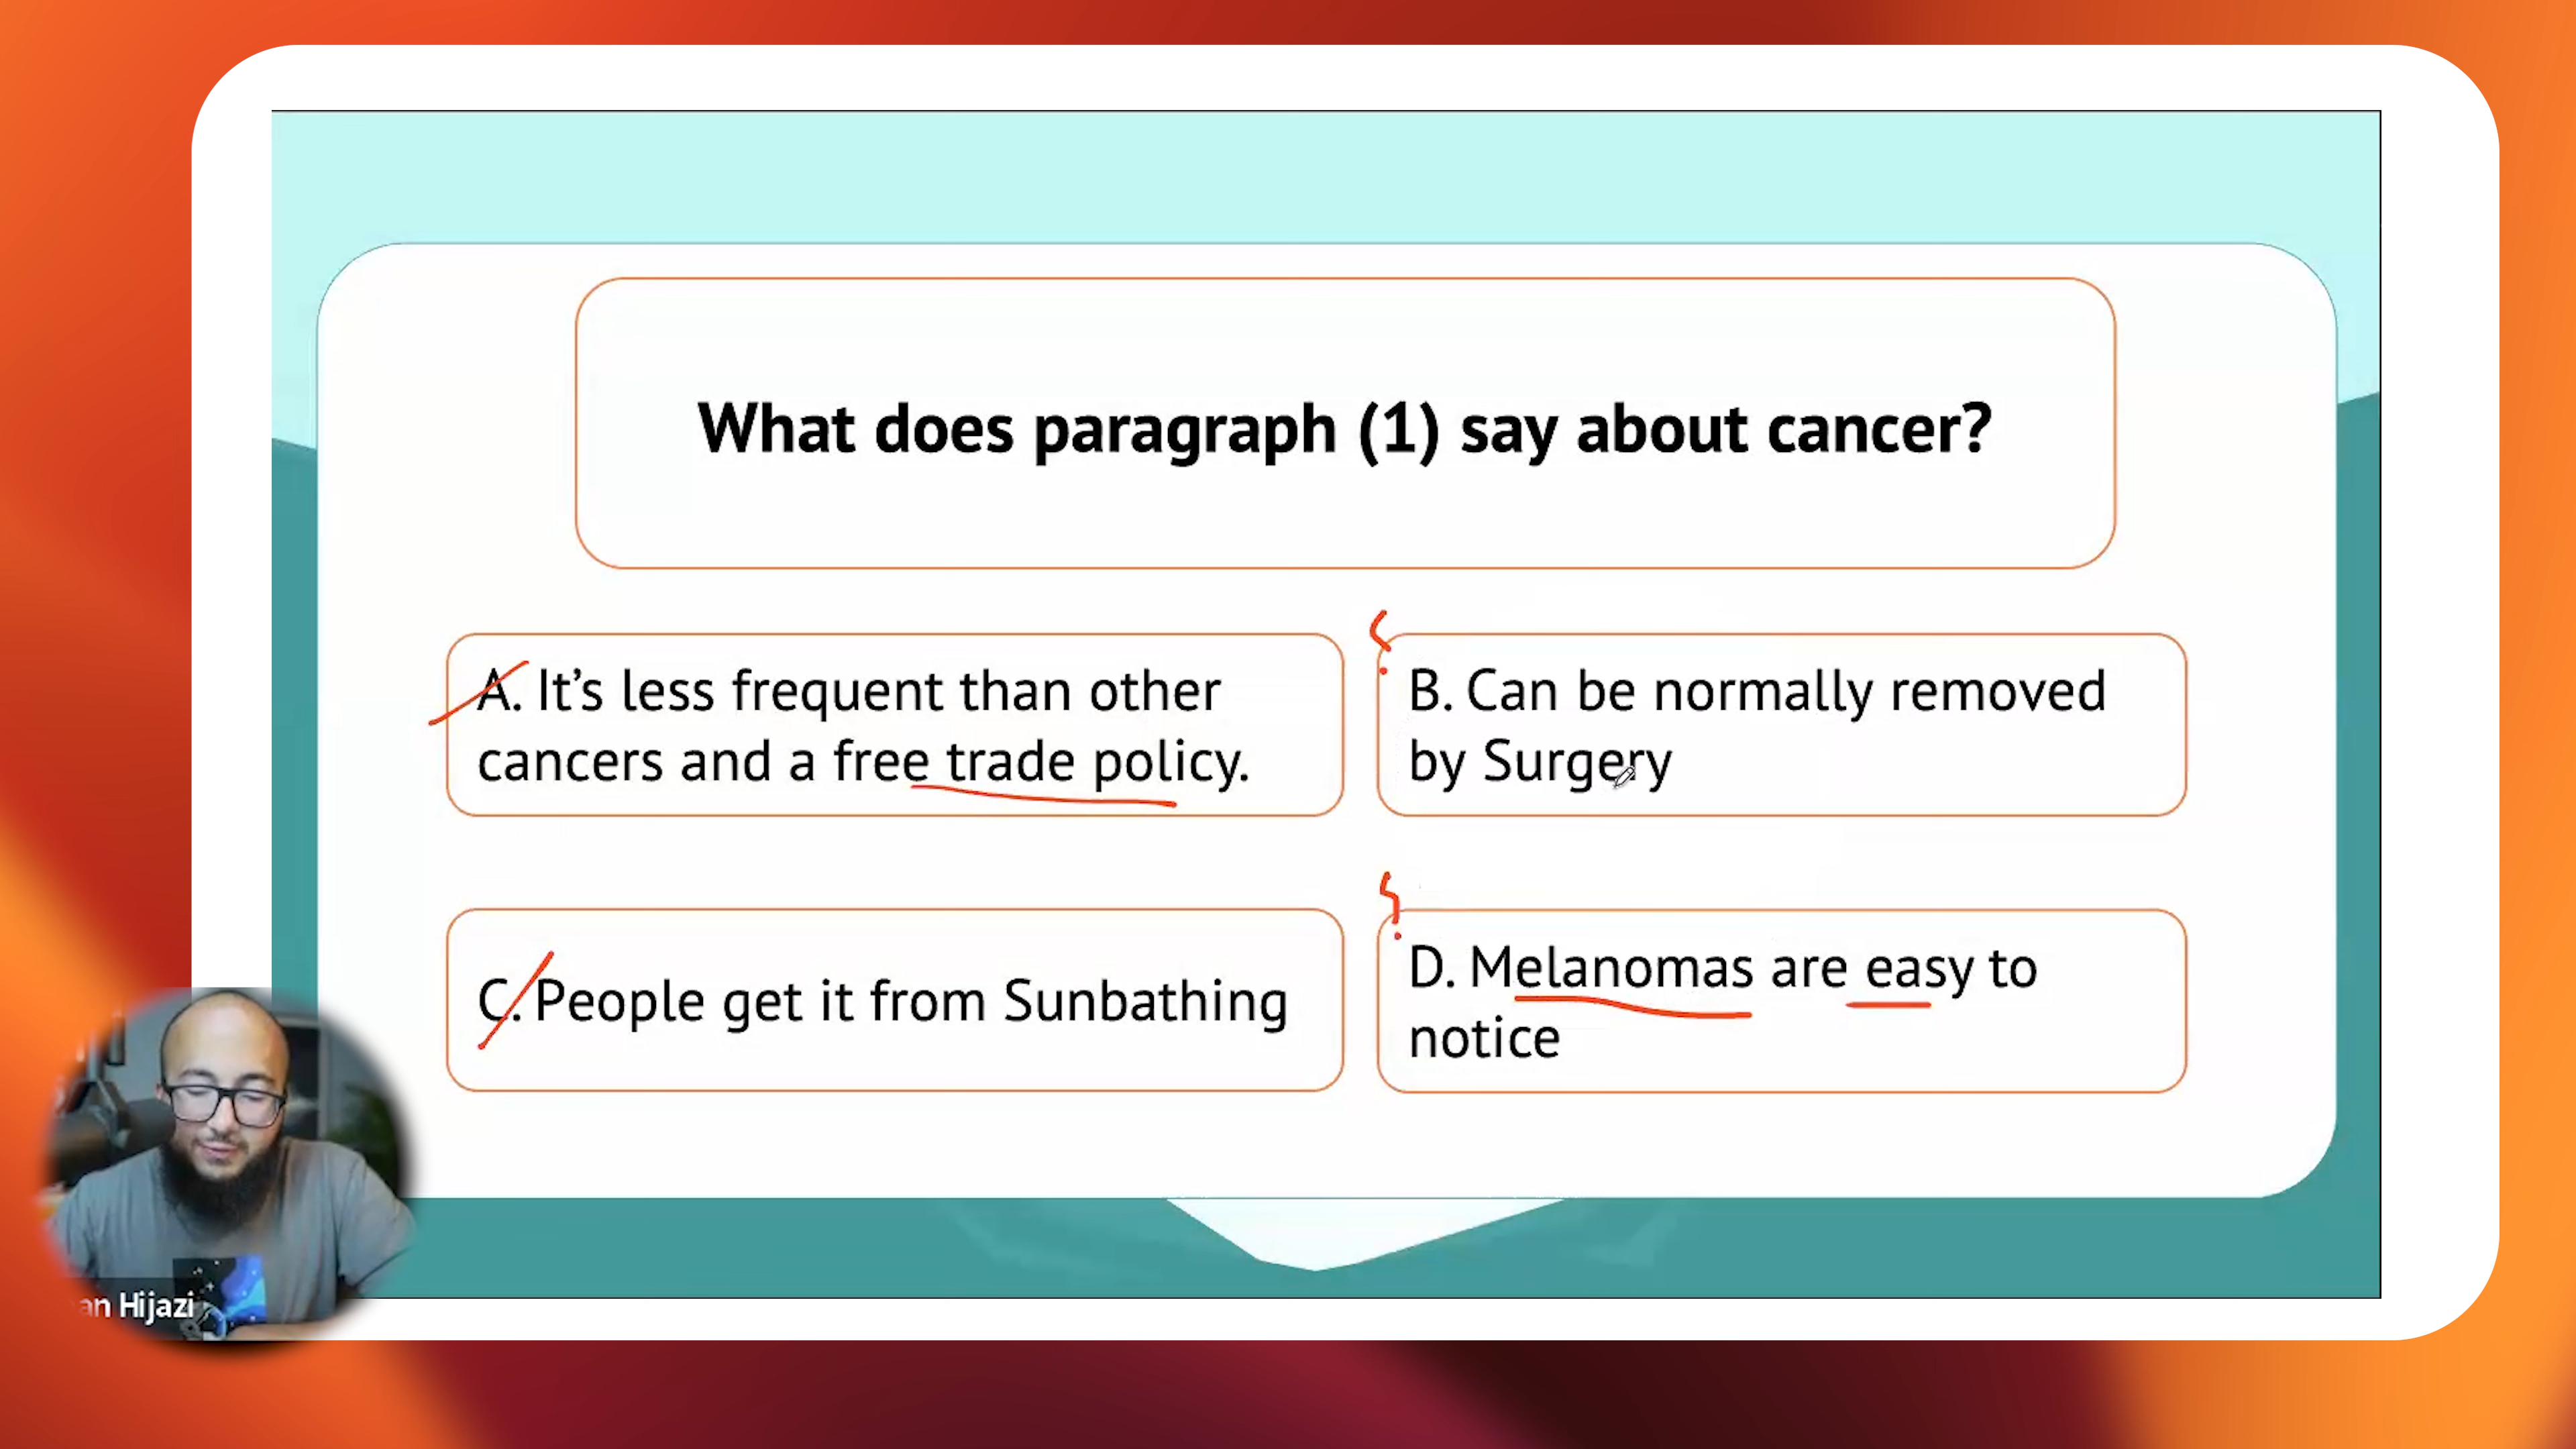 What does paragraph (1) say about cancer?
A. It's less frequent than other
cancers and a free trade policy.
B. Can be normally removed
by Surgery
C. People get it from Sunbathing
D. Melanomas are easy to
notice
an Hijazi